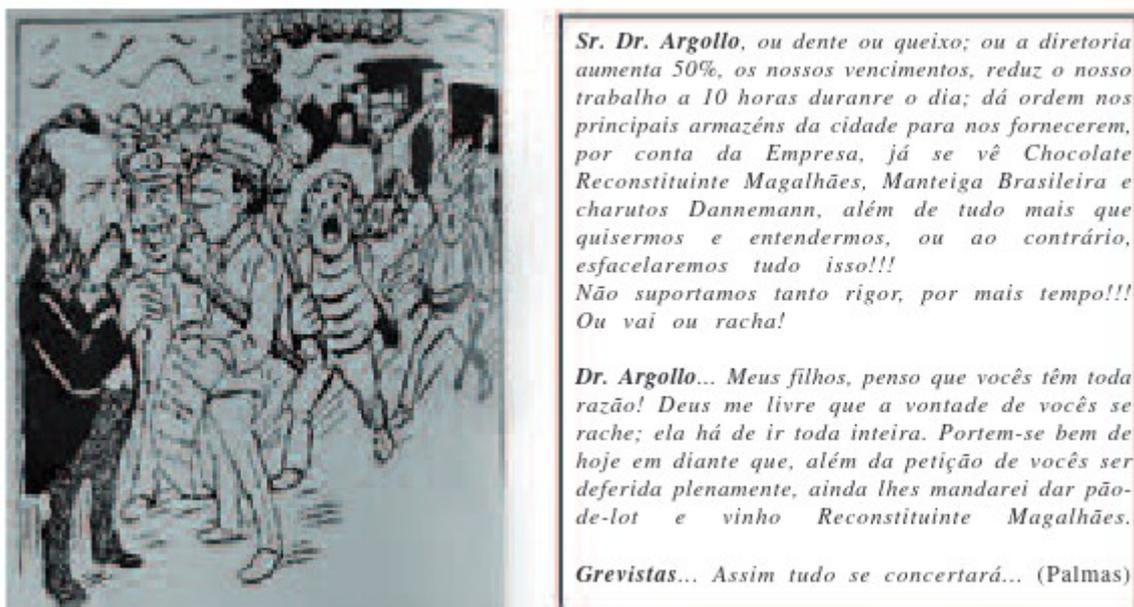 Sr. Dr. Argollo, ou dente ou queixo; ou a diretoria
aumenta 50%, os nossos vencimentos, reduz o nosso
trabalho a 10 horas duranre o dia; dá ordem nos
principais armazéns da cidade para nos fornecerem,
por conta da Empresa, já se vê Chocolate
Reconstituinte Magalhães, Manteiga Brasileira e
charutos Dannemann, além de tudo mais que
quisermos e entendermos, ou ao contrário,
esfacelaremos tudo isso!!!
Não suportamos tanto rigor, por mais tempo!!!
Ou vai ou racha!
Dr. Argollo... Meus filhos, penso que vocês têm toda
razão! Deus me livre que a vontade de vocês se
rache; ela há de ir toda inteira. Portem-se bem de
hoje em diante que, além da petição de vocês ser
deferida plenamente, ainda lhes mandarei dar pão-
de-lot e vinho Reconstituinte Magalhães.
Grevistas... Assim tudo se concertará... (Palmas)